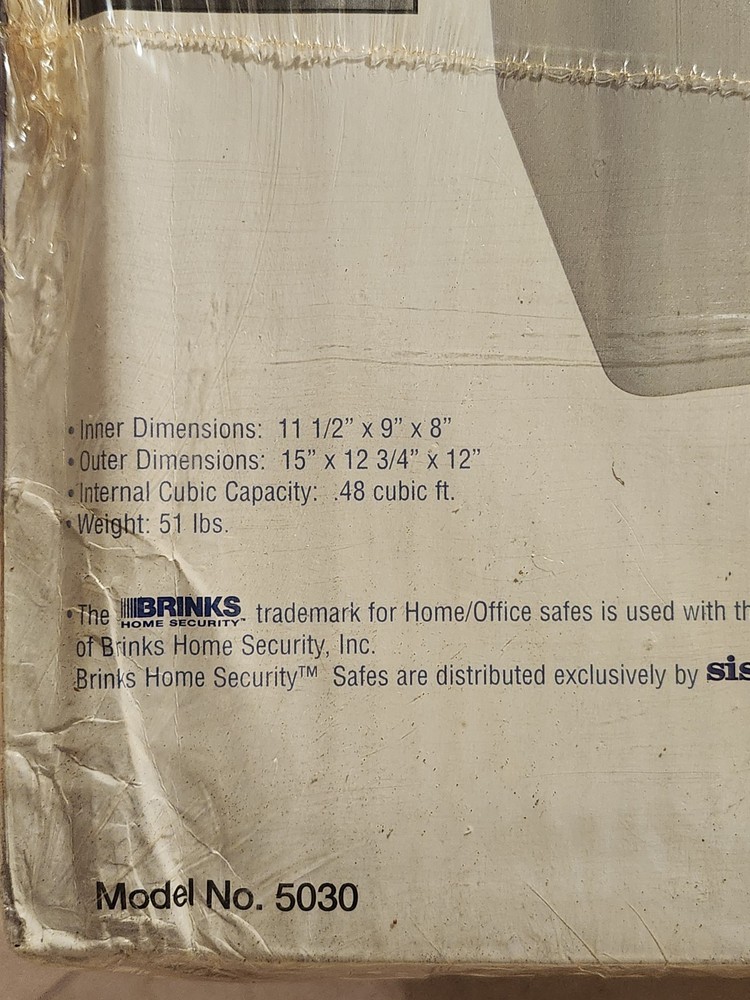 • Inner Dimensions: 11 1/2” x 9” x 8”
• Outer Dimensions: 15” x 12 3/4” x 12”
• Internal Cubic Capacity: .48 cubic ft.
• Weight: 51 lbs.
• The BRINKS HOME SECURITY™ trademark for Home/Office safes is used with
of Brinks Home Security, Inc.
Brinks Home Security™ Safes are distributed exclusively by
Model No. 5030